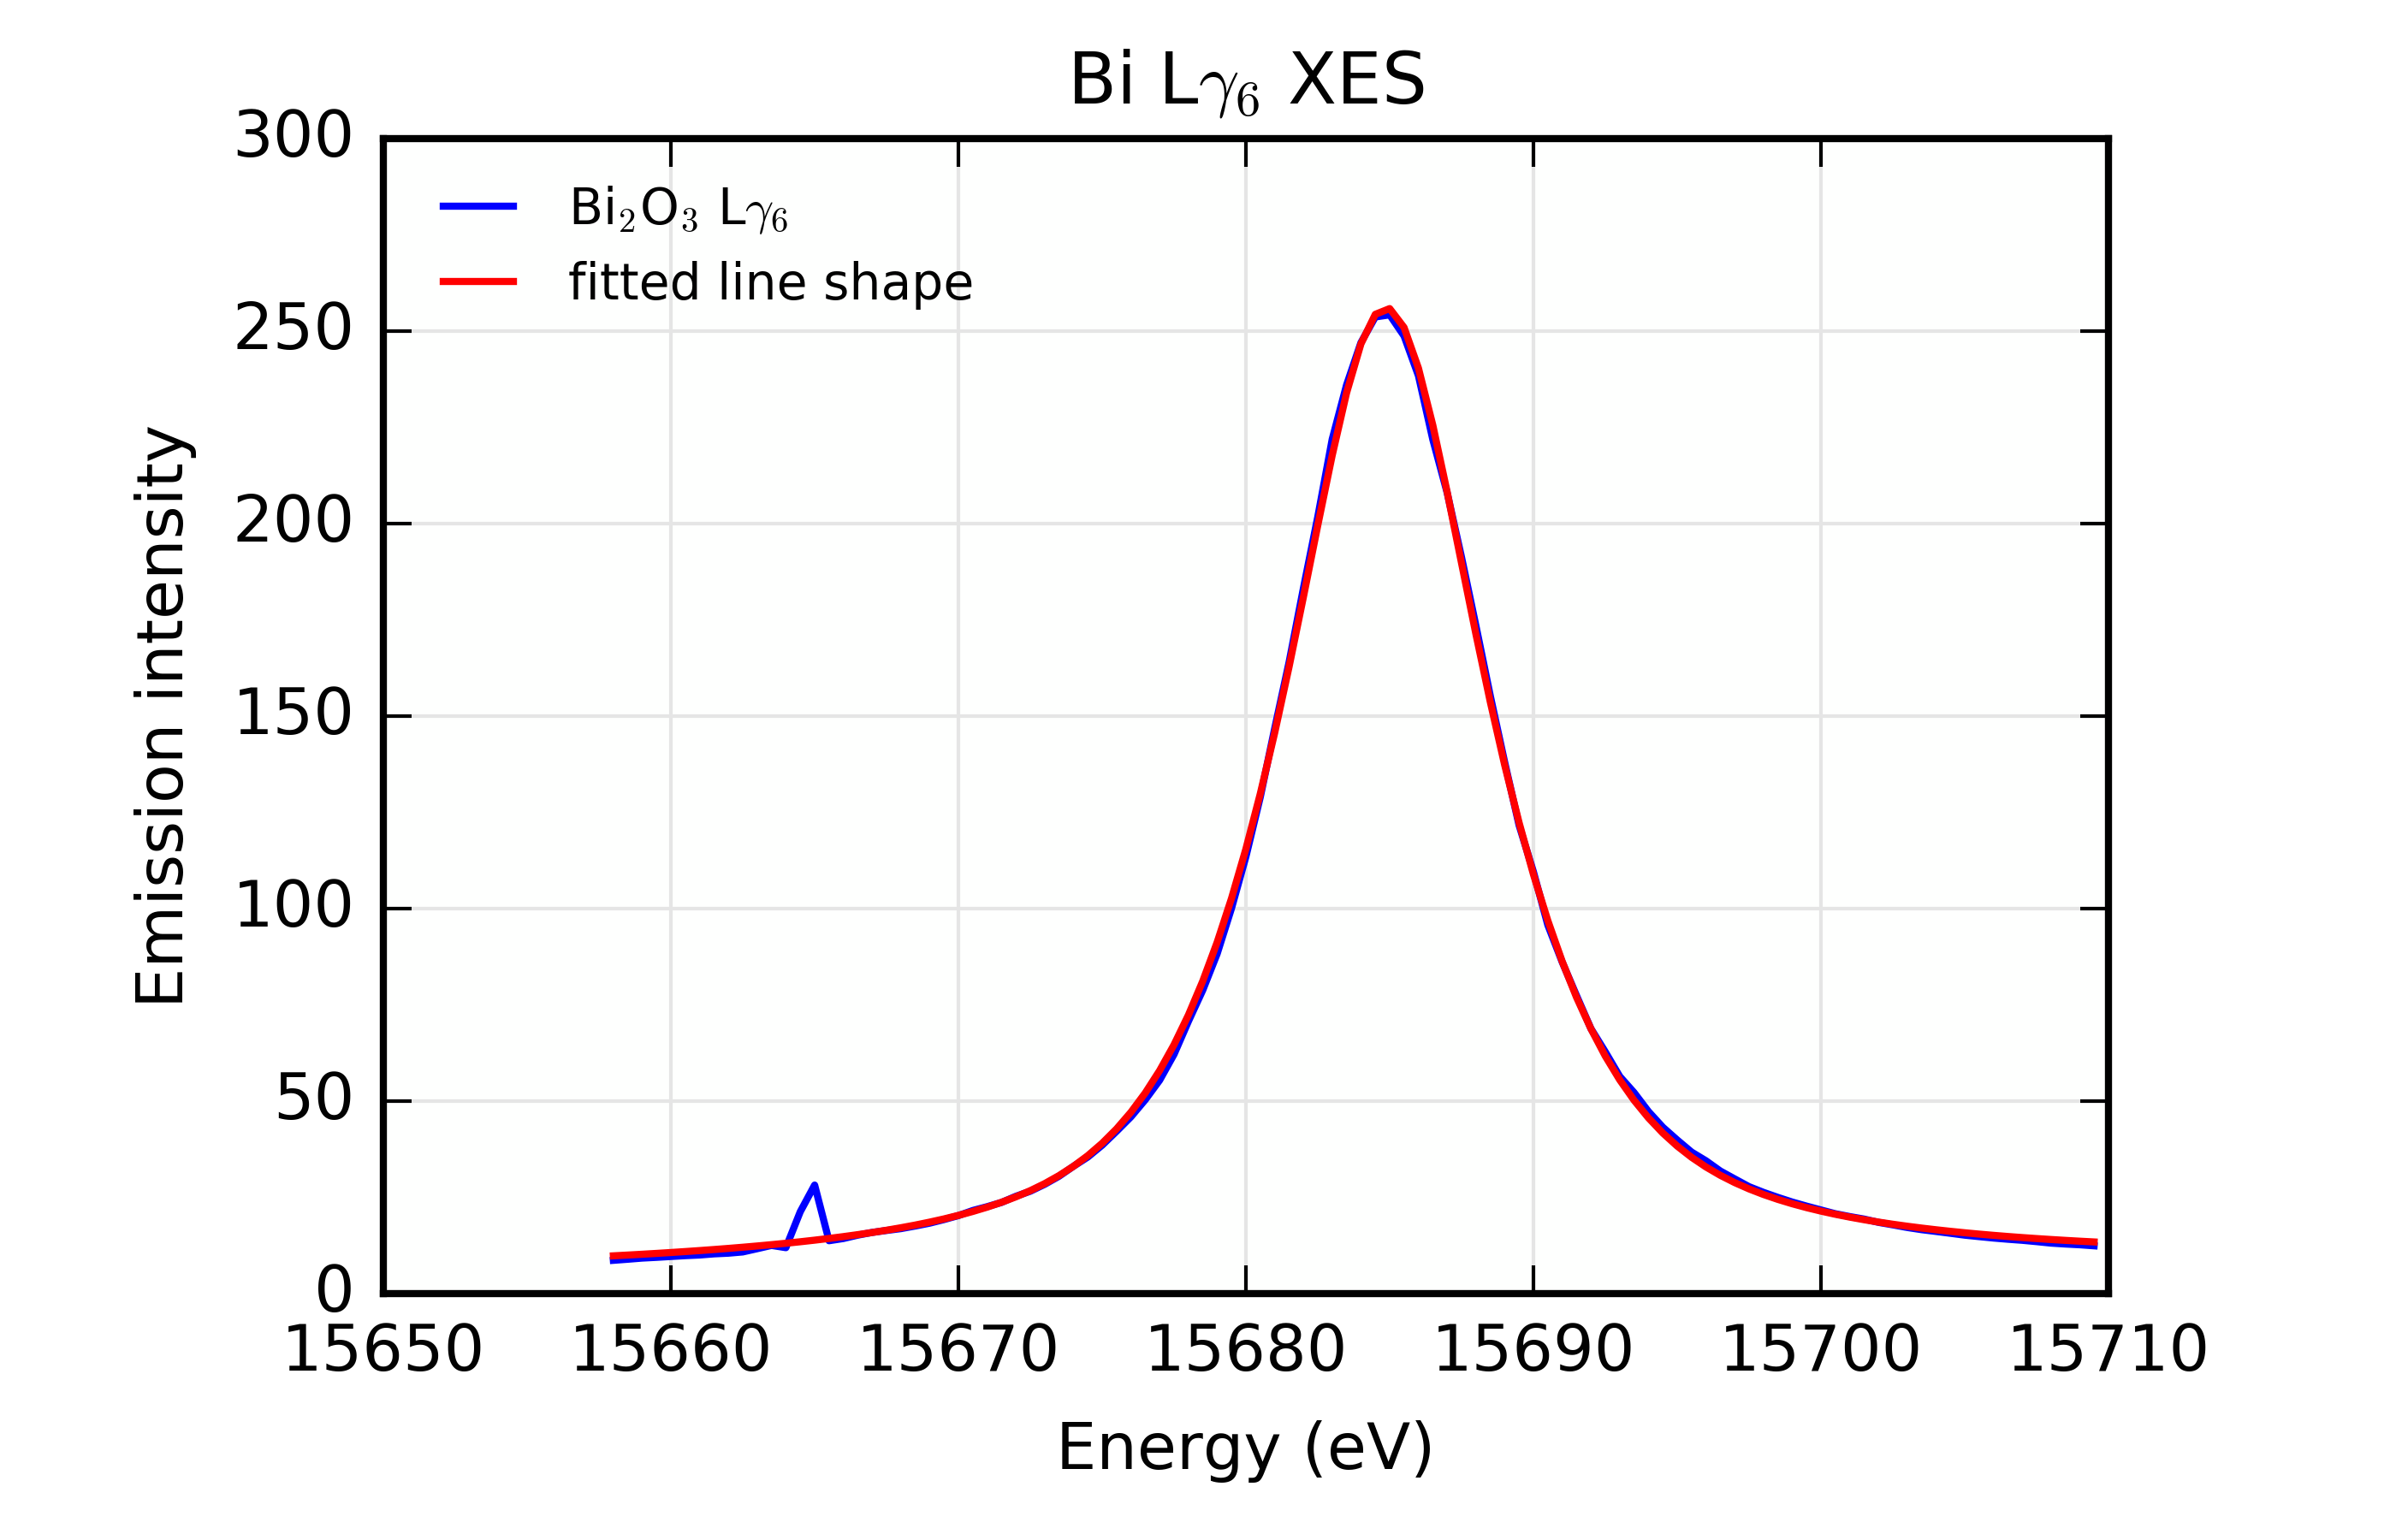 Bi Lγ₆ XES
300
250
200
150
100
50
0
Emission intensity
Bi₂O₃ Lγ₆
fitted line shape
15650 15660 15670 15680 15690 15700 15710
Energy (eV)